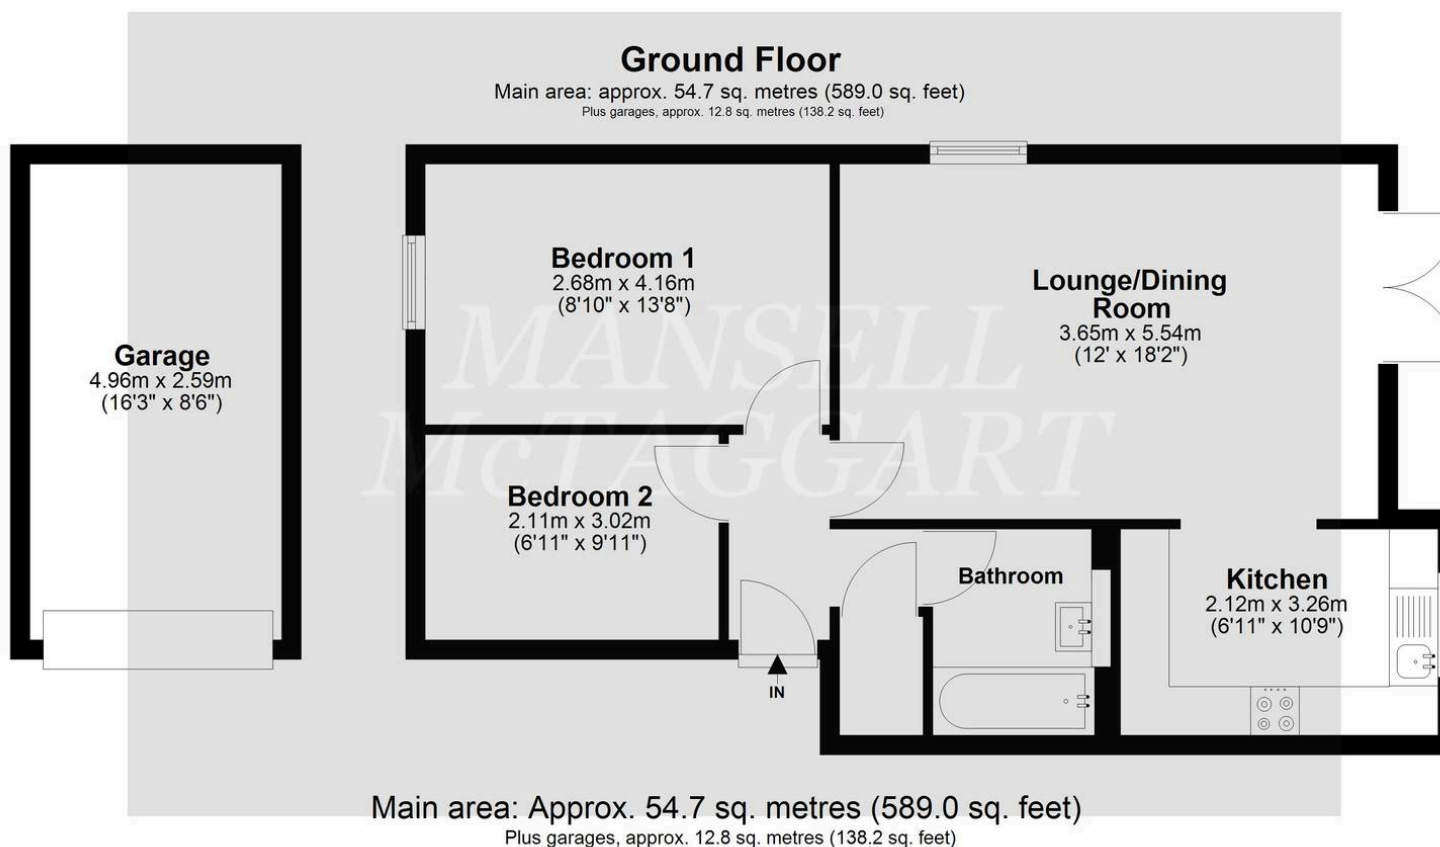 Ground Floor
Main area: approx. 54.7 sq. metres (589.0 sq. feet)
Plus garages, approx. 12.8 sq. metres (138.2 sq. feet)
Bedroom 1
2.68m x 4.16m
(8'10" x 13'8")
Lounge/Dining
Room
3.65m x 5.54m
(12' x 18'2")
Garage
4.96m x 2.59m
(16'3" x 8'6")
MANSELL
McTAGGART
Bedroom 2
2.11m x 3.02m
(6'11" x 9'11")
Bathroom
Kitchen
2.12m x 3.26m
(6'11" x 10'9")
IN
Main area: Approx. 54.7 sq. metres (589.0 sq. feet)
Plus garages, approx. 12.8 sq. metres (138.2 sq. feet)